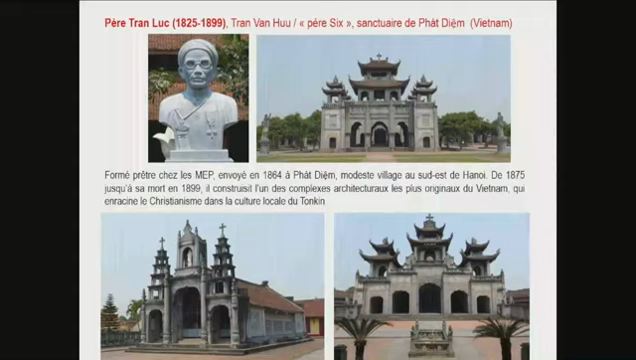 Père Tran Luc (1825-1899), Tran Van Huu / « père Six », sanctuaire de Phát Diệm (Vietnam)
Formé prêtre chez les MEP, envoyé en 1864 à Phát Diệm, modeste village au sud-est de Hanoi. De 1875
jusqu'à sa mort en 1899, il construisit l'un des complexes architecturaux les plus originaux du Vietnam, qui
enracine le Christianisme dans la culture locale du Tonkin